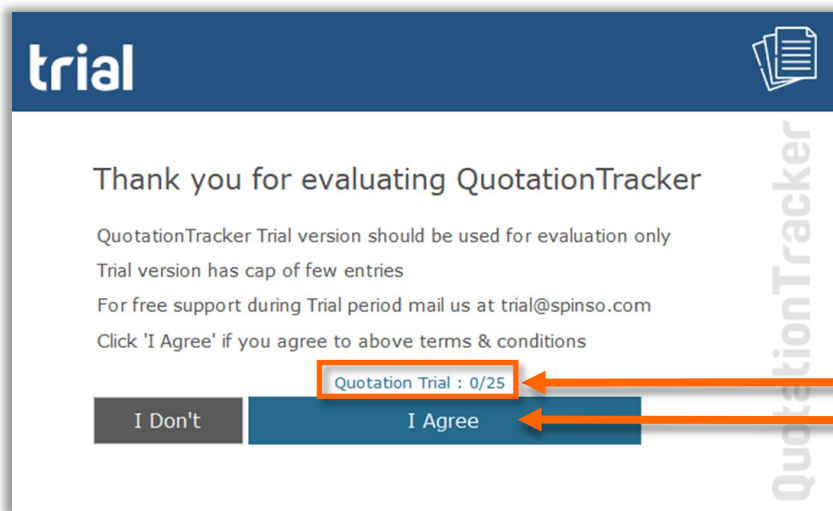 trial
Thank you for evaluating QuotationTracker
QuotationTracker Trial version should be used for evaluation only
Trial version has cap of few entries
For free support during Trial period mail us at trial@spinso.com
Click 'I Agree' if you agree to above terms & conditions
Quotation Trial : 0/25
I Don't
I Agree
QuotationTracker